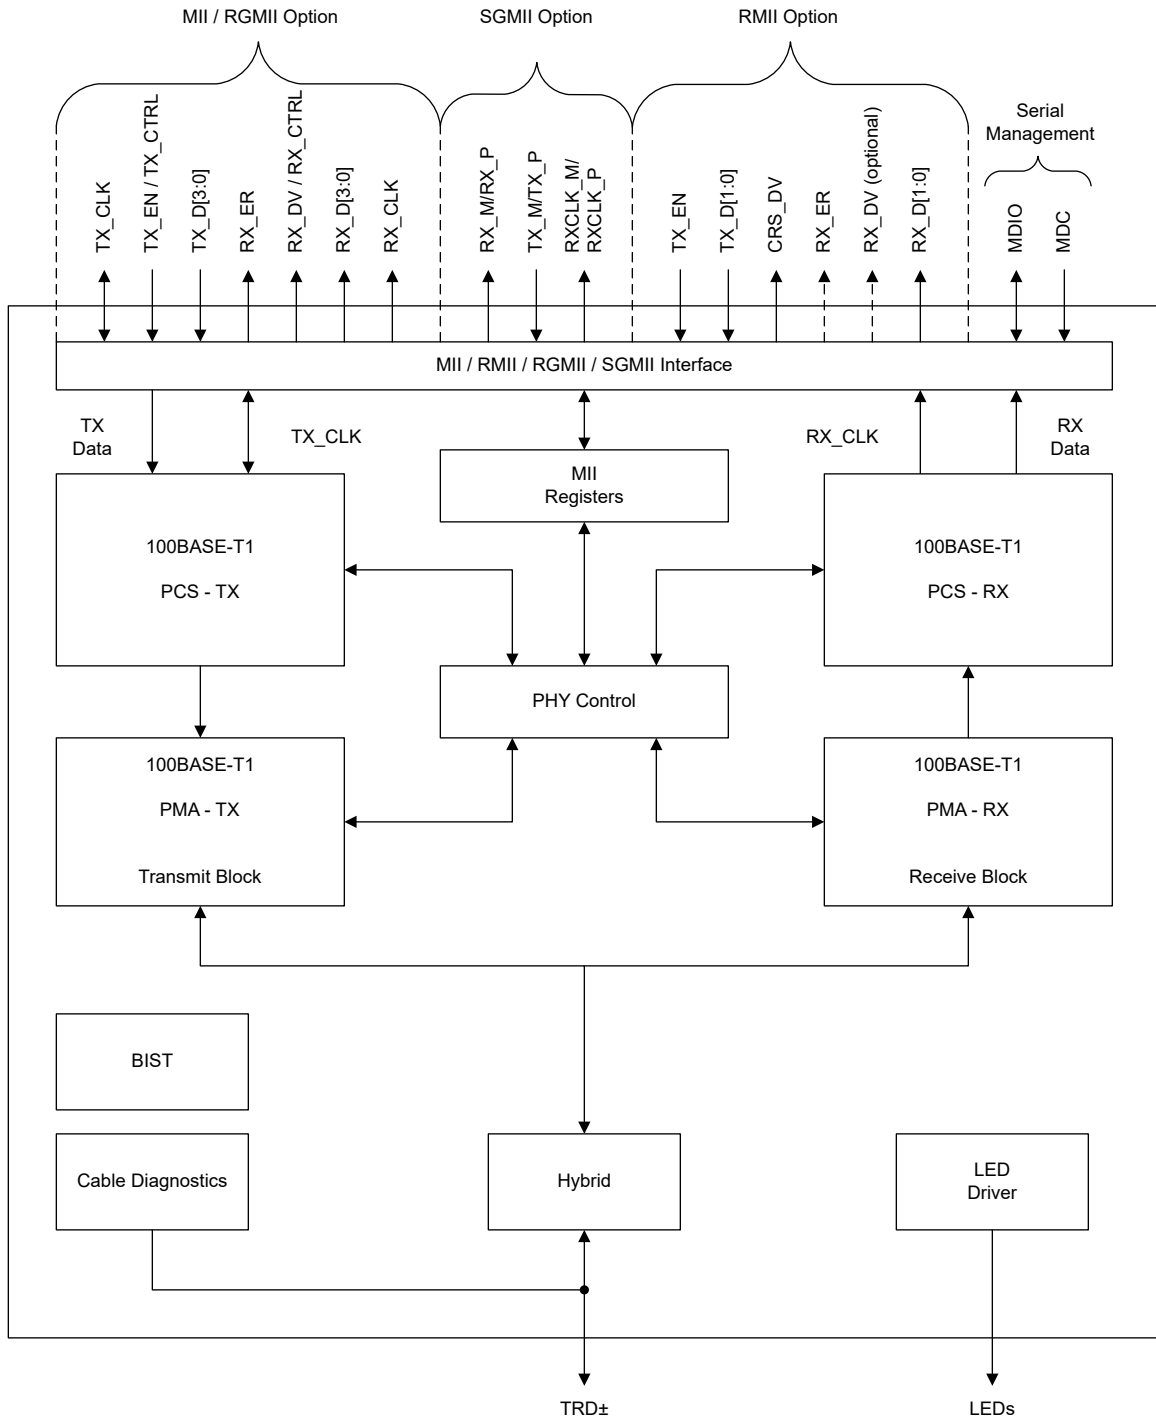 MII / RGMII Option
SGMII Option
RMII Option
Serial
Management
TX_CLK
TX_EN / TX_CTRL
TX_D[3:0]
RX_ER
RX_DV / RX_CTRL
RX_D[3:0]
RX_CLK
RX_M/RX_P
TX_M/TX_P
RXCLK_M/
RXCLK_P
TX_EN
TX_D[1:0]
CRS_DV
RX_ER
RX_DV (optional)
RX_D[1:0]
MDIO
MDC
MII / RMII / RGMII / SGMII Interface
TX
Data
TX_CLK
RX_CLK
RX
Data
MII
Registers
100BASE-T1
PCS - TX
100BASE-T1
PCS - RX
PHY Control
100BASE-T1
PMA - TX
Transmit Block
100BASE-T1
PMA - RX
Receive Block
BIST
Cable Diagnostics
Hybrid
LED
Driver
TRD±
LEDs